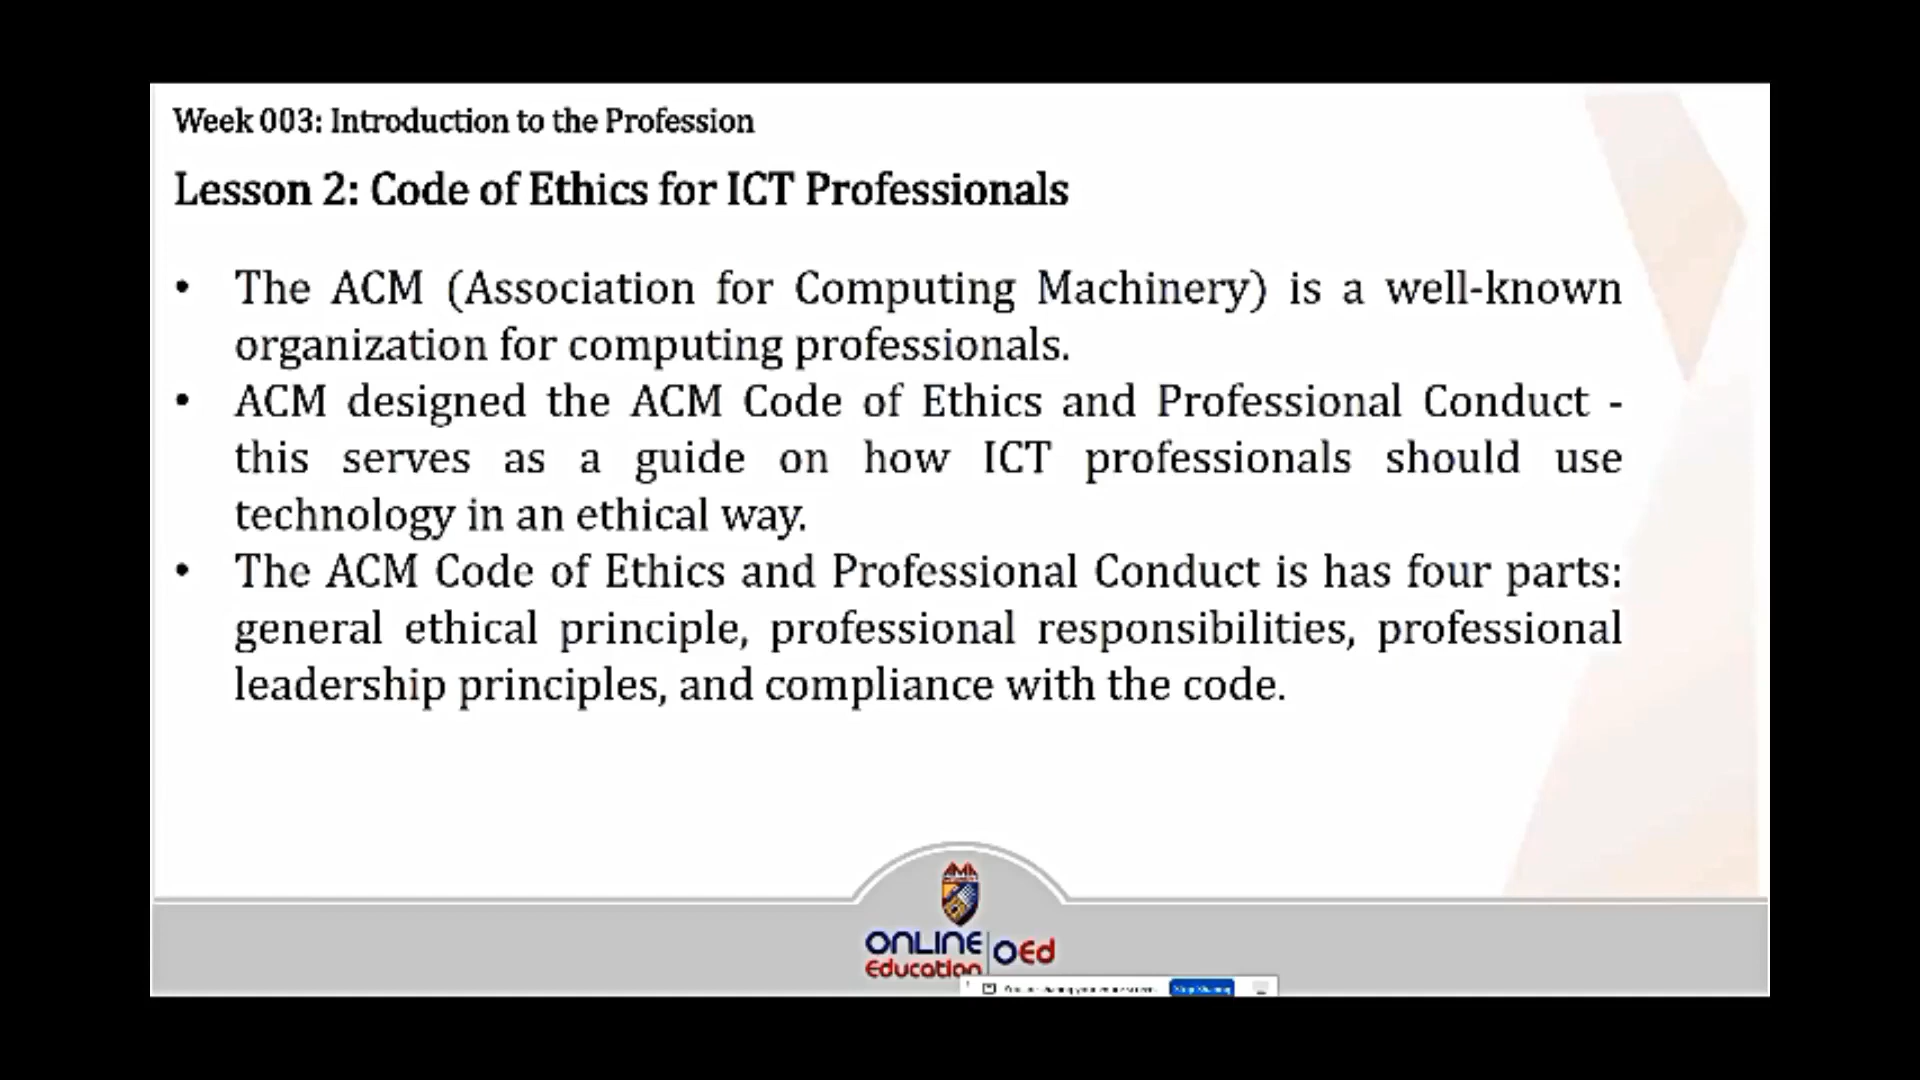 Week 003: Introduction to the Profession
Lesson 2: Code of Ethics for ICT Professionals
• The ACM (Association for Computing Machinery) is a well-known
organization for computing professionals.
• ACM designed the ACM Code of Ethics and Professional Conduct -
this serves as a guide on how ICT professionals should use
technology in an ethical way.
• The ACM Code of Ethics and Professional Conduct is has four parts:
general ethical principle, professional responsibilities, professional
leadership principles, and compliance with the code.
AMA
ONLINE
Education
OEd
Stop Sharing